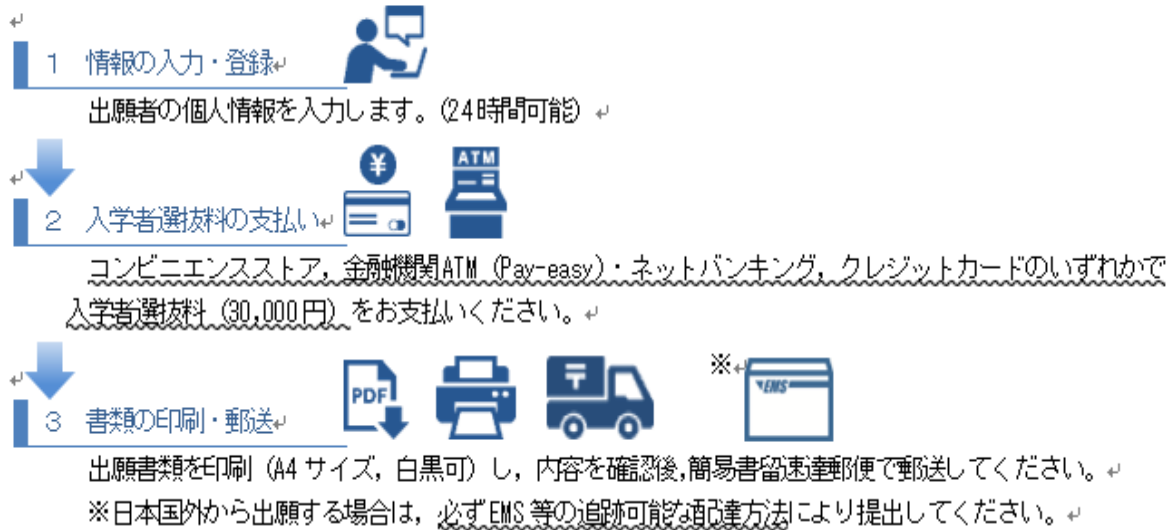 1 情報の入力・登録
出願者の個人情報を入力します。(24時間可能)
ATM
¥
2 入学者選抜料の支払い
コンビニエンスストア，金融機関ATM（Pay-easy）・ネットバンキング，クレジットカードのいずれかで
入学者選抜料（30,000円）をお支払いください。
〒
※
PDF
EMS
3 書類の印刷・郵送
出願書類を印刷（A4サイズ，白黒可）し，内容を確認後,簡易書留速達郵便で郵送してください。
※日本国外から出願する場合は，必ずEMS等の追跡可能な配達方法により提出してください。